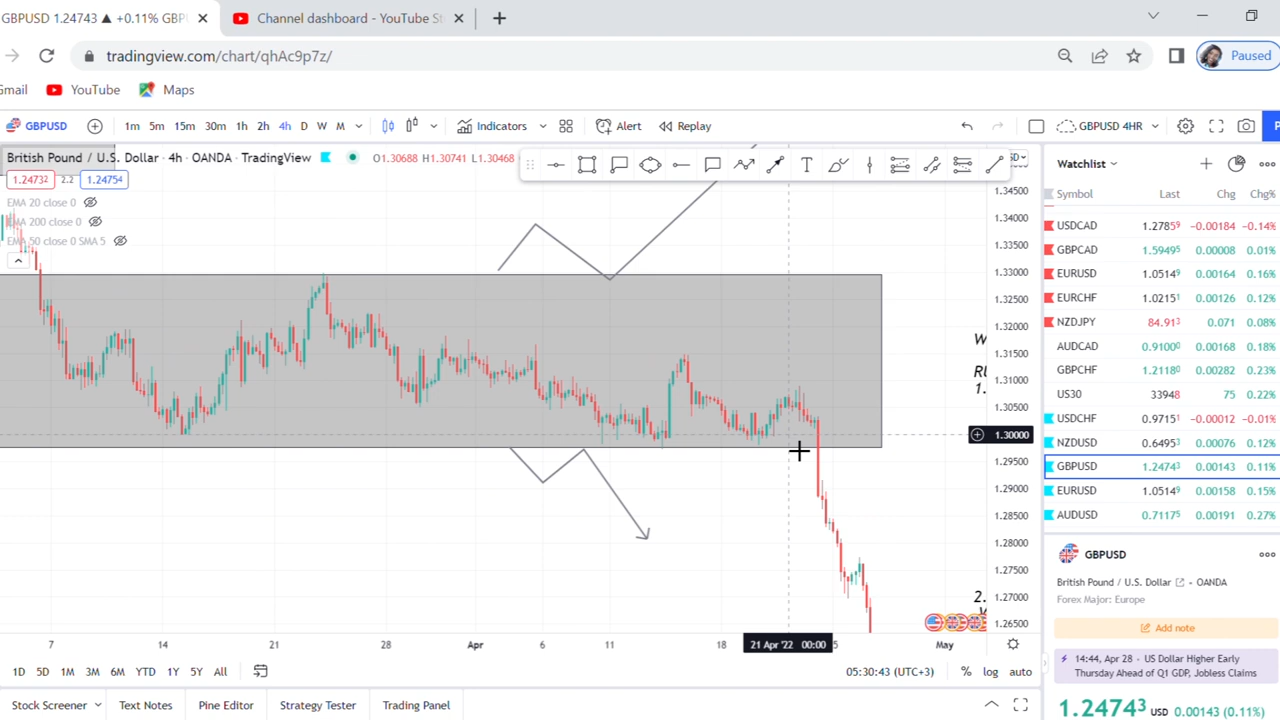 GBPUSD 1.24743 ▲ +0.11% GBP
Channel dashboard - YouTube St
tradingview.com/chart/qhAc9p7z/
Paused
Gmail YouTube Maps
GBPUSD 1m 5m 15m 30m 1h 2h 4h D W M Indicators Alert Replay GBPUSD 4HR
British Pound / U.S. Dollar · 4h · OANDA · TradingView O1.30688 H1.30741 L1.30468
1.24732 2.2 1.24754
EMA 20 close 0
EMA 200 close 0
EMA 50 close 0 SMA 5
1.34500
1.34000
1.33500
1.33000
1.32500
1.32000
1.31500
1.31000
1.30500
1.30000
1.29500
1.29000
1.28500
1.28000
1.27500
1.27000
1.26500
W
RU
1.
2.
7 14 21 28 Apr 6 11 18 21 Apr '22 00:00 5 May
1D 5D 1M 3M 6M YTD 1Y 5Y All 05:30:43 (UTC+3) % log auto
Stock Screener Text Notes Pine Editor Strategy Tester Trading Panel
Watchlist
Symbol Last Chg Chg%
USDCAD 1.27859 −0.00184 −0.14%
GBPCAD 1.59495 0.00008 0.01%
EURUSD 1.05149 0.00164 0.16%
EURCHF 1.02151 0.00126 0.12%
NZDJPY 84.913 0.071 0.08%
AUDCAD 0.91000 0.00168 0.18%
GBPCHF 1.21180 0.00282 0.23%
US30 33948 75 0.22%
USDCHF 0.97151 −0.00012 −0.01%
NZDUSD 0.64953 0.00076 0.12%
GBPUSD 1.24743 0.00143 0.11%
EURUSD 1.05149 0.00158 0.15%
AUDUSD 0.71175 0.00191 0.27%
GBPUSD
British Pound / U.S. Dollar · OANDA
Forex Major: Europe
Add note
14:44, Apr 28 · US Dollar Higher Early
Thursday Ahead of Q1 GDP, Jobless Claims
1.24743 USD 0.00143 (0.11%)